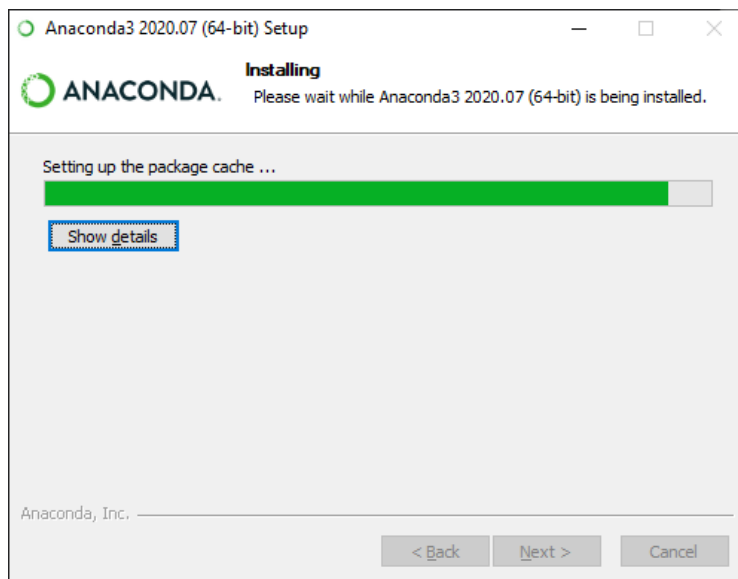 Anaconda3 2020.07 (64-bit) Setup
ANACONDA.
Installing
Please wait while Anaconda3 2020.07 (64-bit) is being installed.
Setting up the package cache ...
Show details
Anaconda, Inc.
< Back Next > Cancel